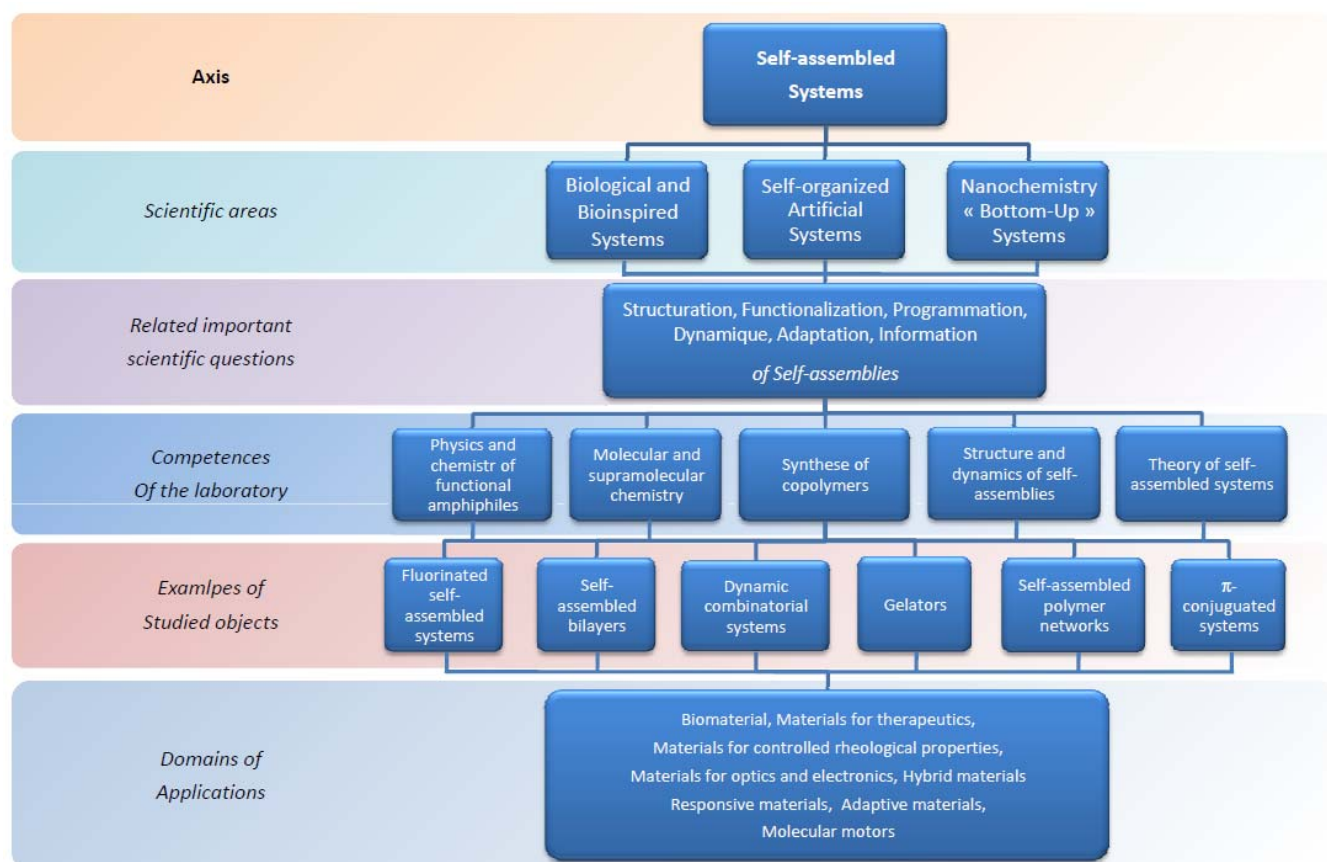 Axis
Self-assembled
Systems
Scientific areas
Biological and
Bioinspired
Systems
Self-organized
Artificial
Systems
Nanochemistry
« Bottom-Up »
Systems
Related important
scientific questions
Structuration, Functionalization, Programmation,
Dynamique, Adaptation, Information
of Self-assemblies
Competences
Of the laboratory
Physics and
chemistr of
functional
amphiphiles
Molecular and
supramolecular
chemistry
Synthese of
copolymers
Structure and
dynamics of self-
assemblies
Theory of self-
assembled systems
Examlpes of
Studied objects
Fluorinated
self-
assembled
systems
Self-
assembled
bilayers
Dynamic
combinatorial
systems
Gelators
Self-assembled
polymer
networks
π-
conjuguated
systems
Domains of
Applications
Biomaterial, Materials for therapeutics,
Materials for controlled rheological properties,
Materials for optics and electronics, Hybrid materials
Responsive materials, Adaptive materials,
Molecular motors